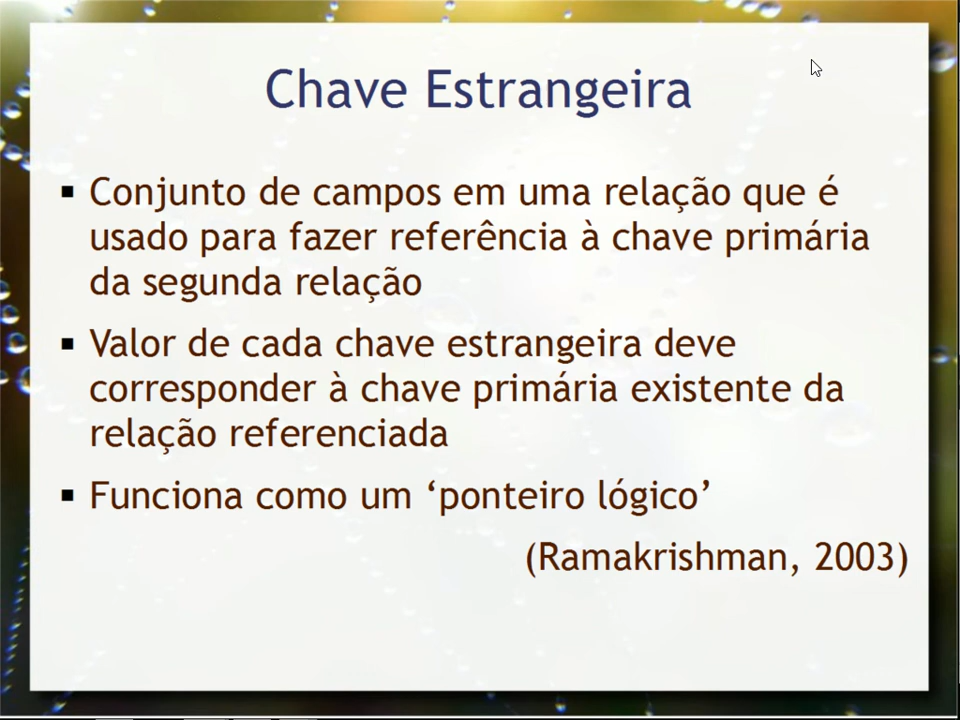 Chave Estrangeira
▪ Conjunto de campos em uma relação que é
usado para fazer referência à chave primária
da segunda relação
▪ Valor de cada chave estrangeira deve
corresponder à chave primária existente da
relação referenciada
▪ Funciona como um ‘ponteiro lógico’
(Ramakrishman, 2003)